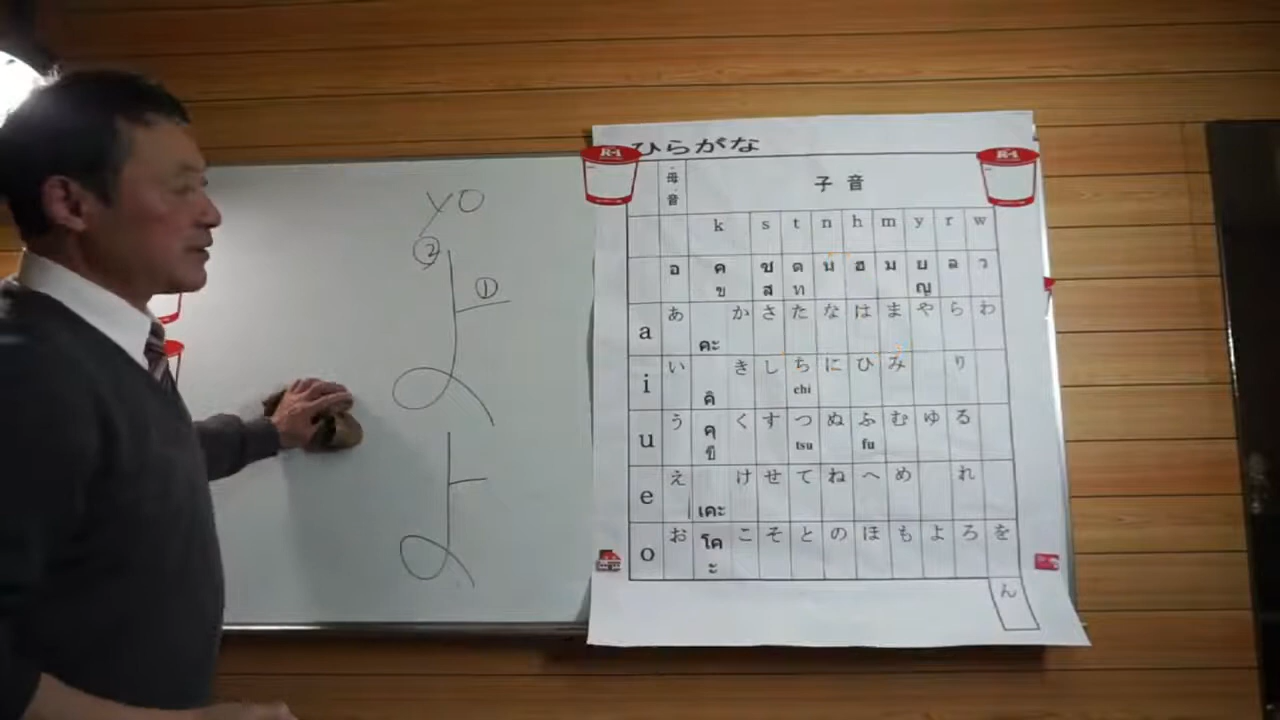 yo
②
①
よ
よ
ひらがな
R-1 R-1
母音 子音
k s t n h m y r w
อ ค ช ต น ฮ ม ย ล ว
ข ส ท ญ
a あ か さ た な は ま や ら わ
คะ
i い き し ち に ひ み り
คิ chi
u う ค く す つ ぬ ふ む ゆ る
ขึ tsu fu
e え け せ て ね へ め れ
เคะ
o お โค こ そ と の ほ も よ ろ を
ะ
ん